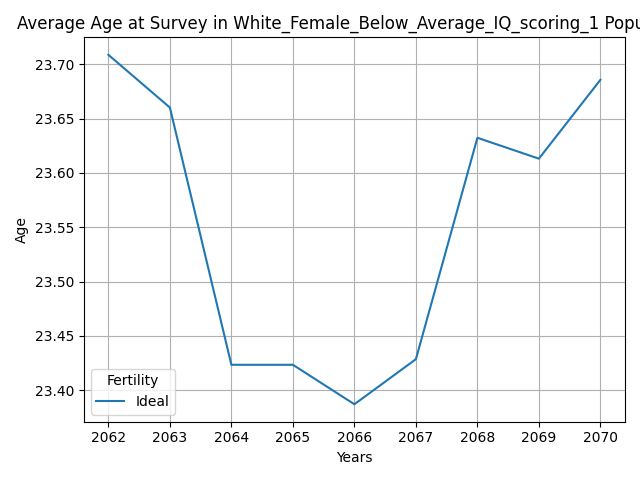 Average Age at Survey in White_Female_Below_Average_IQ_scoring_1 Popu
23.70
23.65
23.60
23.55
23.50
23.45
23.40
Age
Fertility
Ideal
2062 2063 2064 2065 2066 2067 2068 2069 2070
Years